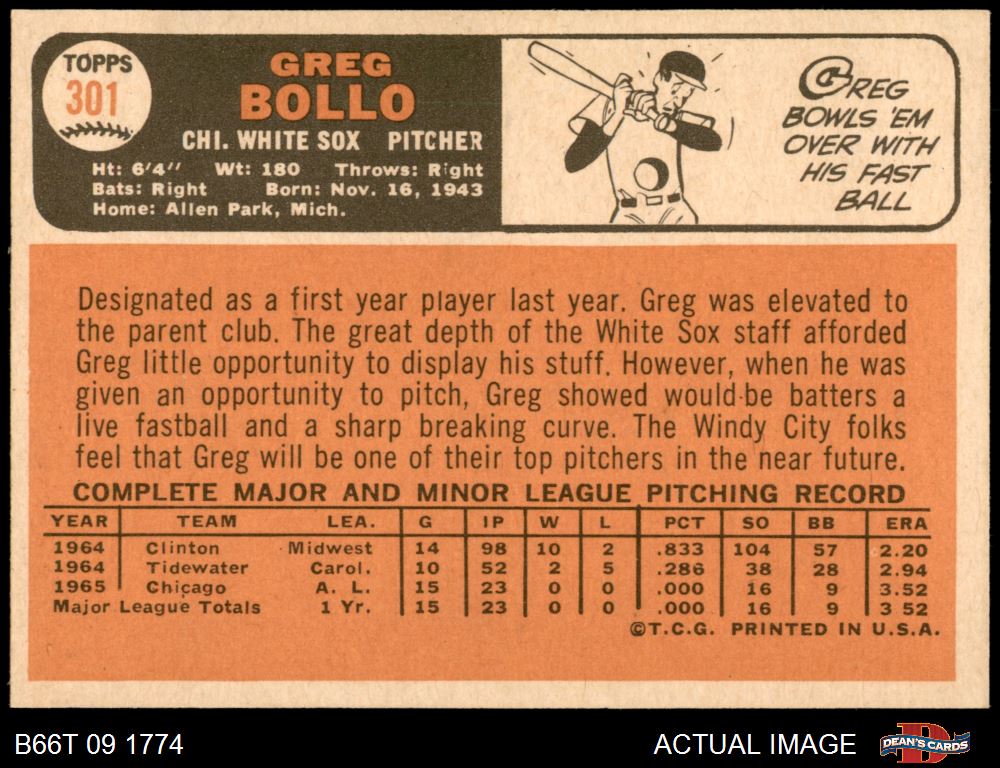 TOPPS
301
GREG
BOLLO
CHI. WHITE SOX PITCHER
Ht: 6'4" Wt: 180 Throws: Right
Bats: Right Born: Nov. 16, 1943
Home: Allen Park, Mich.
GREG
BOWLS 'EM
OVER WITH
HIS FAST
BALL
Designated as a first year player last year. Greg was elevated to
the parent club. The great depth of the White Sox staff afforded
Greg little opportunity to display his stuff. However, when he was
given an opportunity to pitch, Greg showed would-be batters a
live fastball and a sharp breaking curve. The Windy City folks
feel that Greg will be one of their top pitchers in the near future.
COMPLETE MAJOR AND MINOR LEAGUE PITCHING RECORD
YEAR TEAM LEA. G IP W L PCT SO BB ERA
1964 Clinton Midwest 14 98 10 2 .833 104 57 2.20
1964 Tidewater Carol. 10 52 2 5 .286 38 28 2.94
1965 Chicago A. L. 15 23 0 0 .000 16 9 3.52
Major League Totals 1 Yr. 15 23 0 0 .000 16 9 3 52
©T.C.G. PRINTED IN U.S.A.
B66T 09 1774 ACTUAL IMAGE DEAN'S CARDS